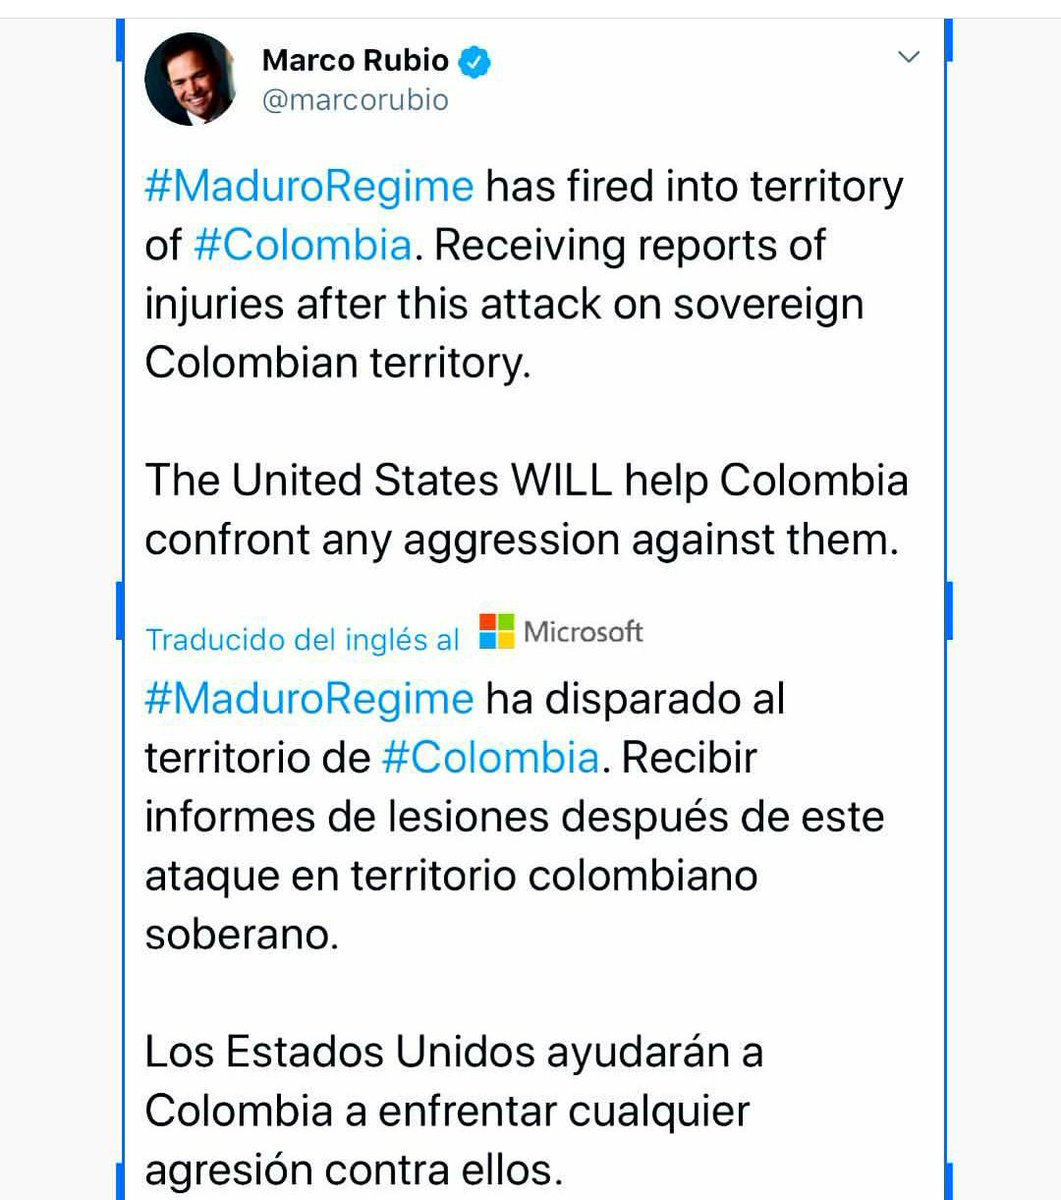 Marco Rubio
@marcorubio
#MaduroRegime has fired into territory
of #Colombia. Receiving reports of
injuries after this attack on sovereign
Colombian territory.
The United States WILL help Colombia
confront any aggression against them.
Traducido del inglés al Microsoft
#MaduroRegime ha disparado al
territorio de #Colombia. Recibir
informes de lesiones después de este
ataque en territorio colombiano
soberano.
Los Estados Unidos ayudarán a
Colombia a enfrentar cualquier
agresión contra ellos.